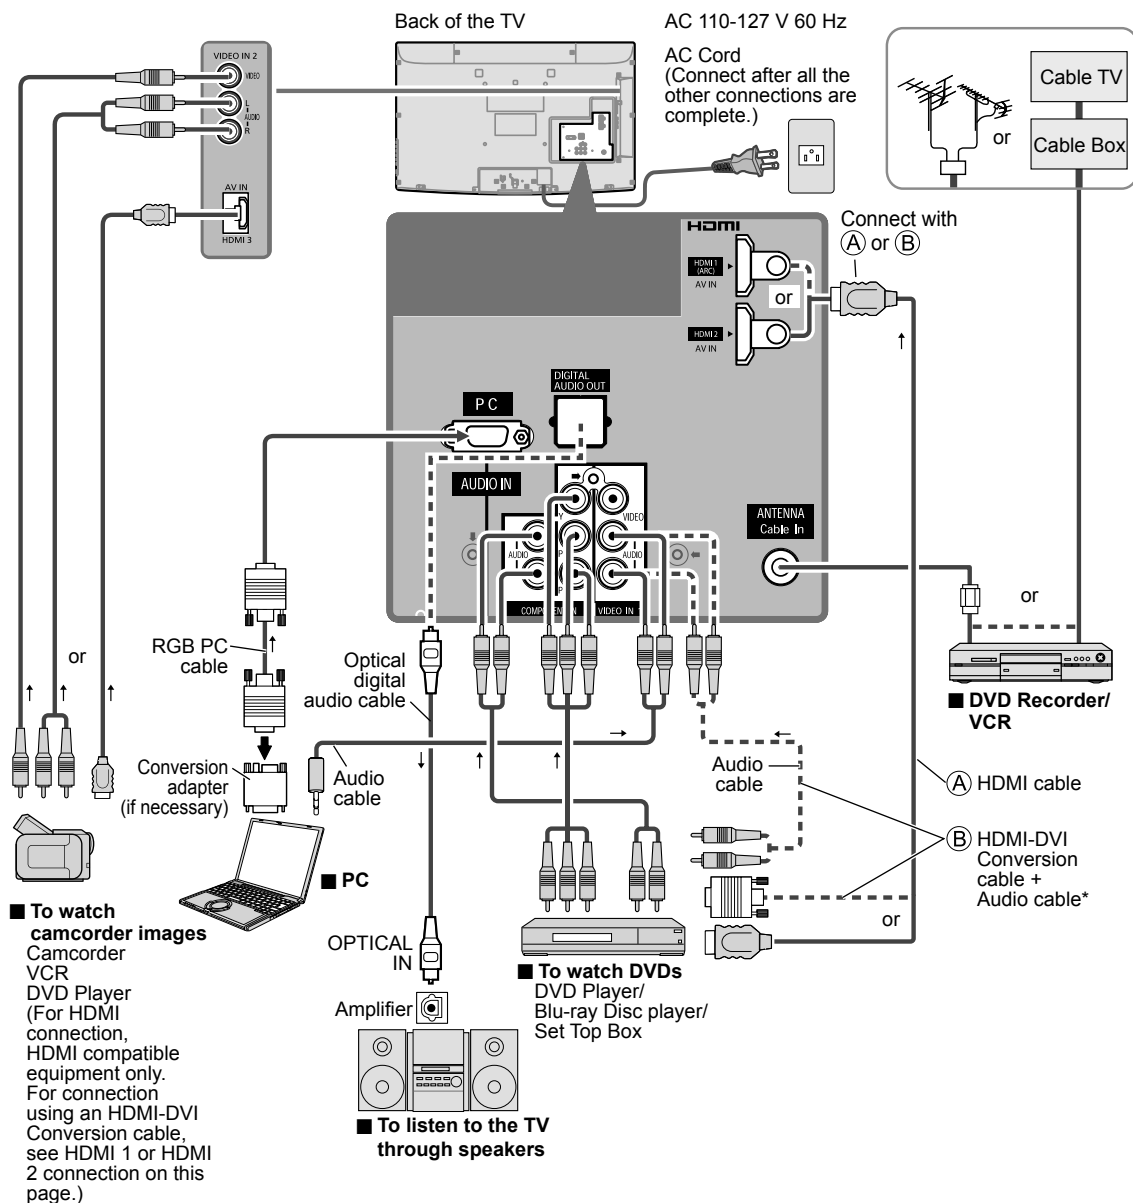 Back of the TV
AC 110-127 V 60 Hz
AC Cord
(Connect after all the
other connections are
complete.)
Cable TV
or
Cable Box
VIDEO IN 2
VIDEO
L
AUDIO
R
AV IN
HDMI 3
HDMI
HDMI 1
(ARC)
AV IN
or
HDMI 2
AV IN
Connect with
A or B
DIGITAL
AUDIO OUT
P C
AUDIO IN
Y
VIDEO
AUDIO
P
AUDIO
P
VIDEO IN 1
ANTENNA
Cable In
or
RGB PC
cable
or
Optical
digital
audio cable
■ DVD Recorder/
VCR
Conversion
adapter
(if necessary)
Audio
cable
Audio
cable
A HDMI cable
B HDMI-DVI
Conversion
cable +
Audio cable*
or
■ PC
■ To watch
camcorder images
Camcorder
VCR
DVD Player
(For HDMI
connection,
HDMI compatible
equipment only.
For connection
using an HDMI-DVI
Conversion cable,
see HDMI 1 or HDMI
2 connection on this
page.)
OPTICAL
IN
Amplifier
■ To watch DVDs
DVD Player/
Blu-ray Disc player/
Set Top Box
■ To listen to the TV
through speakers